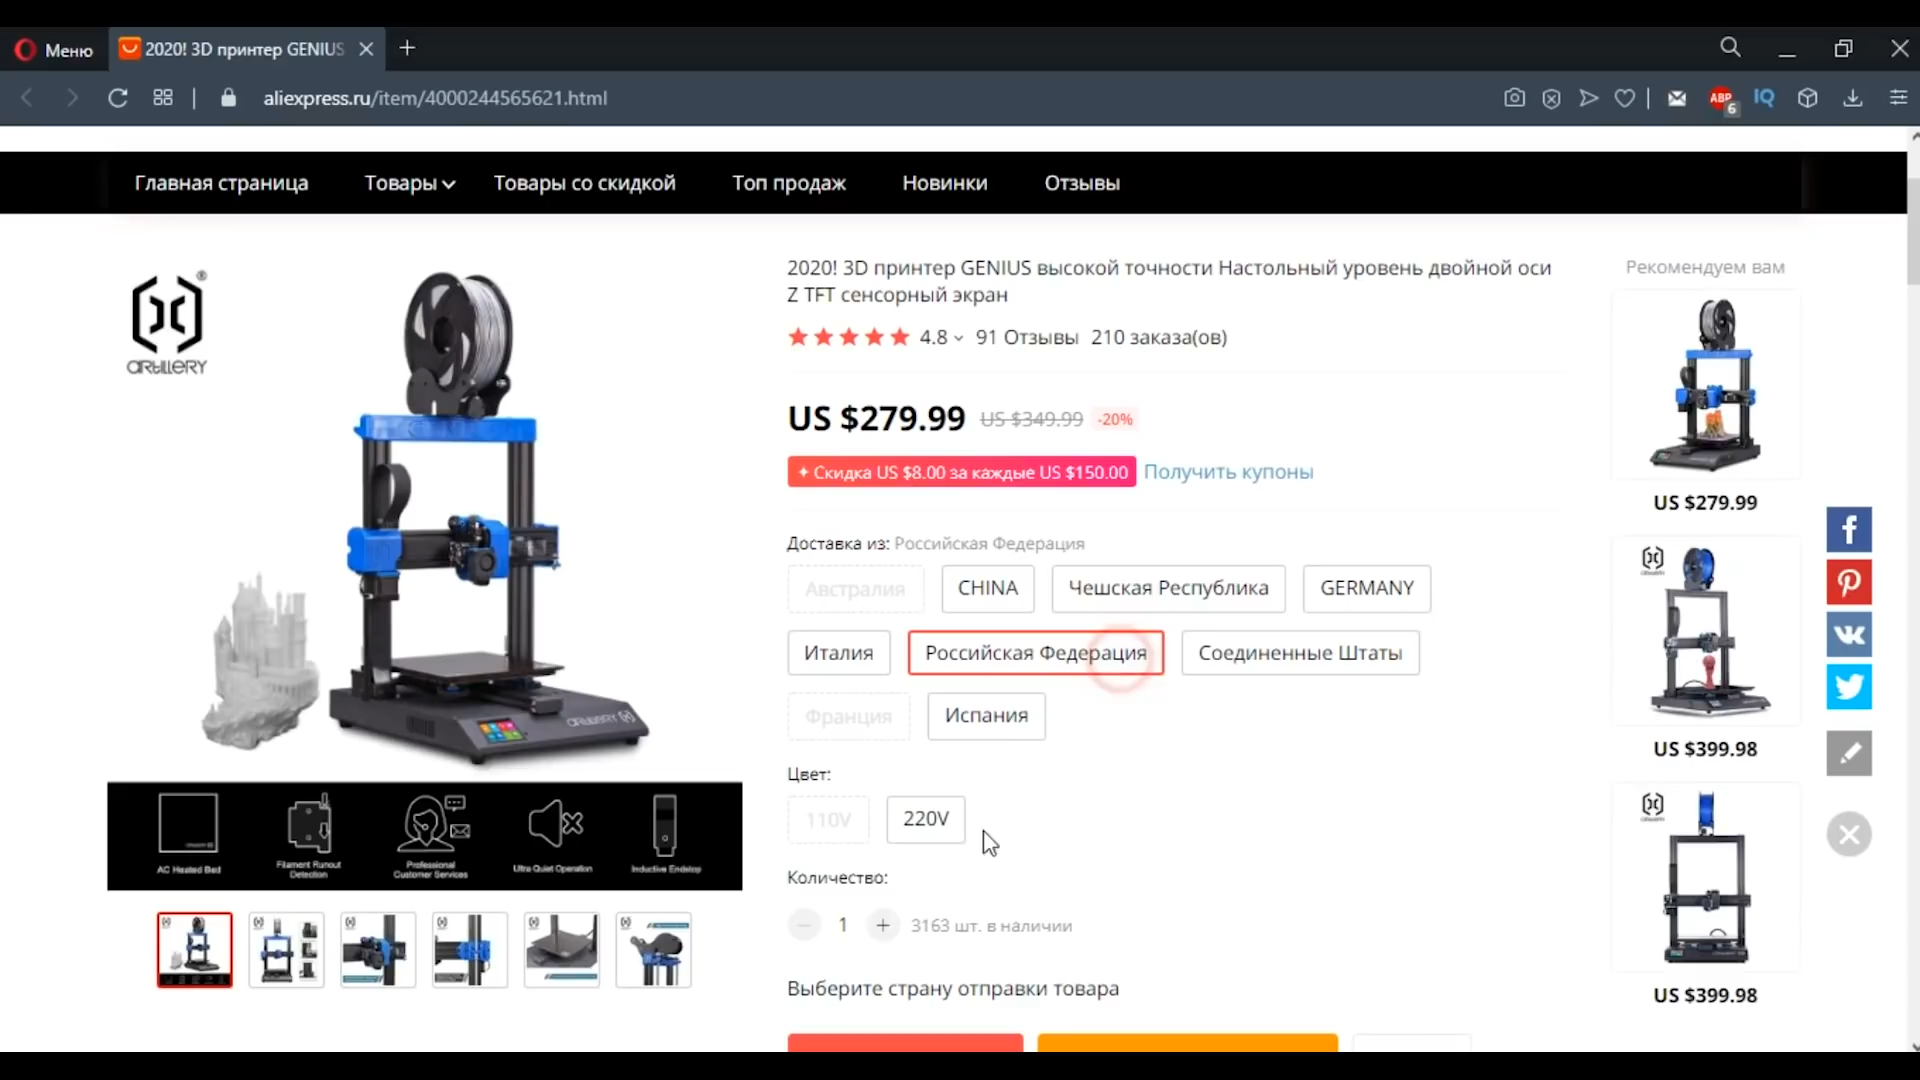 Меню
2020! 3D принтер GENIUS
aliexpress.ru/item/4000244565621.html
ABP
6
IQ
Главная страница
Товары
Товары со скидкой
Топ продаж
Новинки
Отзывы
ARTILLERY
ARTILLERY
AC Heated Bed
Filament Runout
Detection
Professional
Customer Services
Ultra Quiet Operation
Inductive Endstop
2020! 3D принтер GENIUS высокой точности Настольный уровень двойной оси
Z TFT сенсорный экран
4.8
91 Отзывы
210 заказа(ов)
US $279.99
US $349.99
-20%
Скидка US $8.00 за каждые US $150.00
Получить купоны
Доставка из: Российская Федерация
Австралия
CHINA
Чешская Республика
GERMANY
Италия
Российская Федерация
Соединенные Штаты
Франция
Испания
Цвет:
110V
220V
Количество:
1
3163 шт. в наличии
Выберите страну отправки товара
Рекомендуем вам
US $279.99
US $399.98
US $399.98